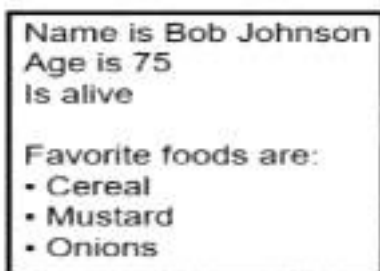 Name is Bob Johnson
Age is 75
Is alive
Favorite foods are:
▪ Cereal
▪ Mustard
▪ Onions